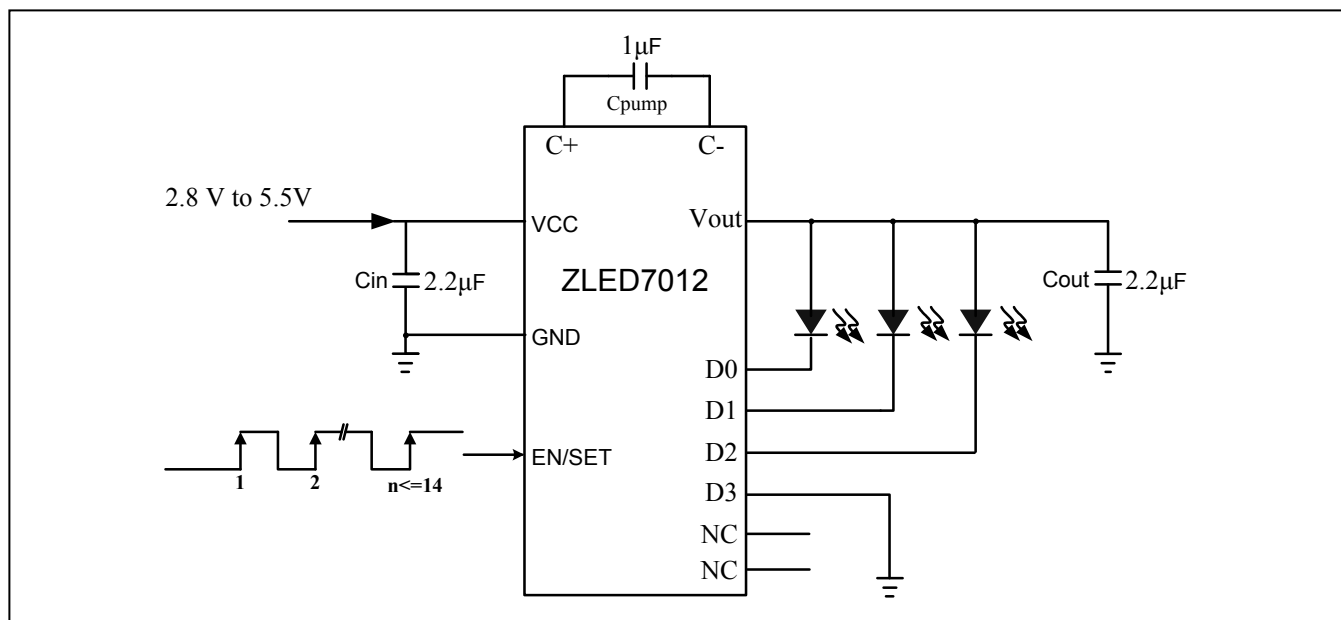 1μF
Cpump
C+
C-
2.8 V to 5.5V
VCC
Vout
Cin
2.2μF
ZLED7012
Cout
2.2μF
GND
D0
D1
EN/SET
D2
1
2
n<=14
D3
NC
NC